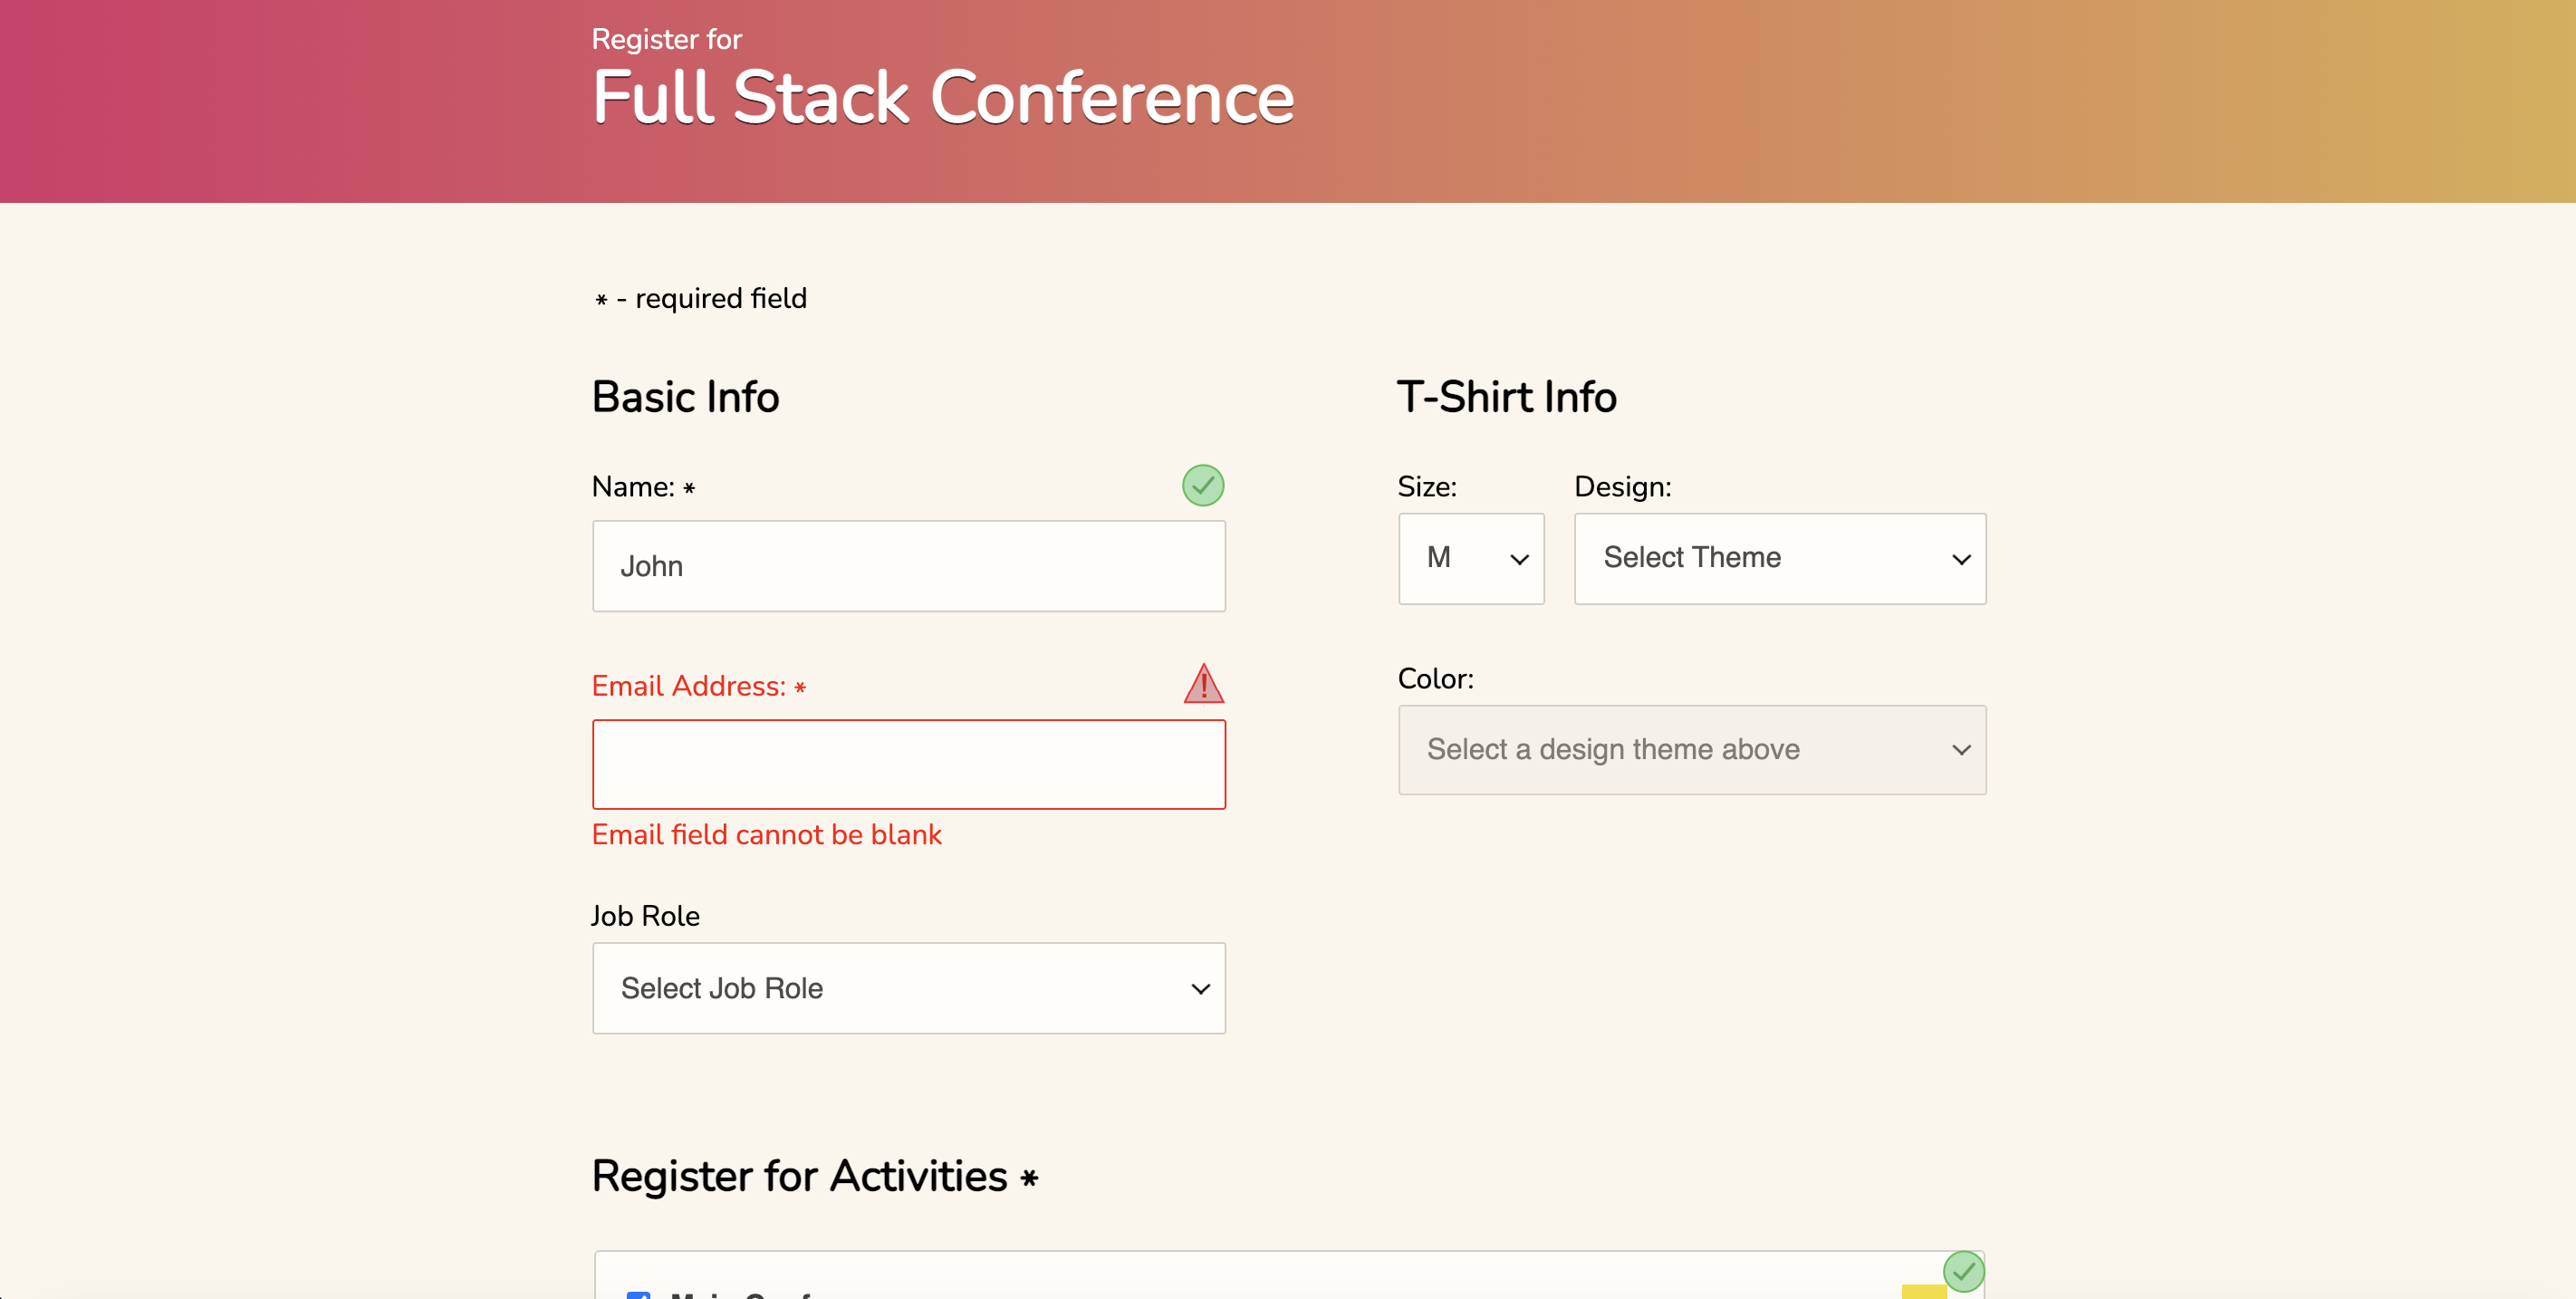 Register for
Full Stack Conference
* - required field
Basic Info
Name: *
John
Email Address: *
Email field cannot be blank
Job Role
Select Job Role
T-Shirt Info
Size:
M
Design:
Select Theme
Color:
Select a design theme above
Register for Activities *